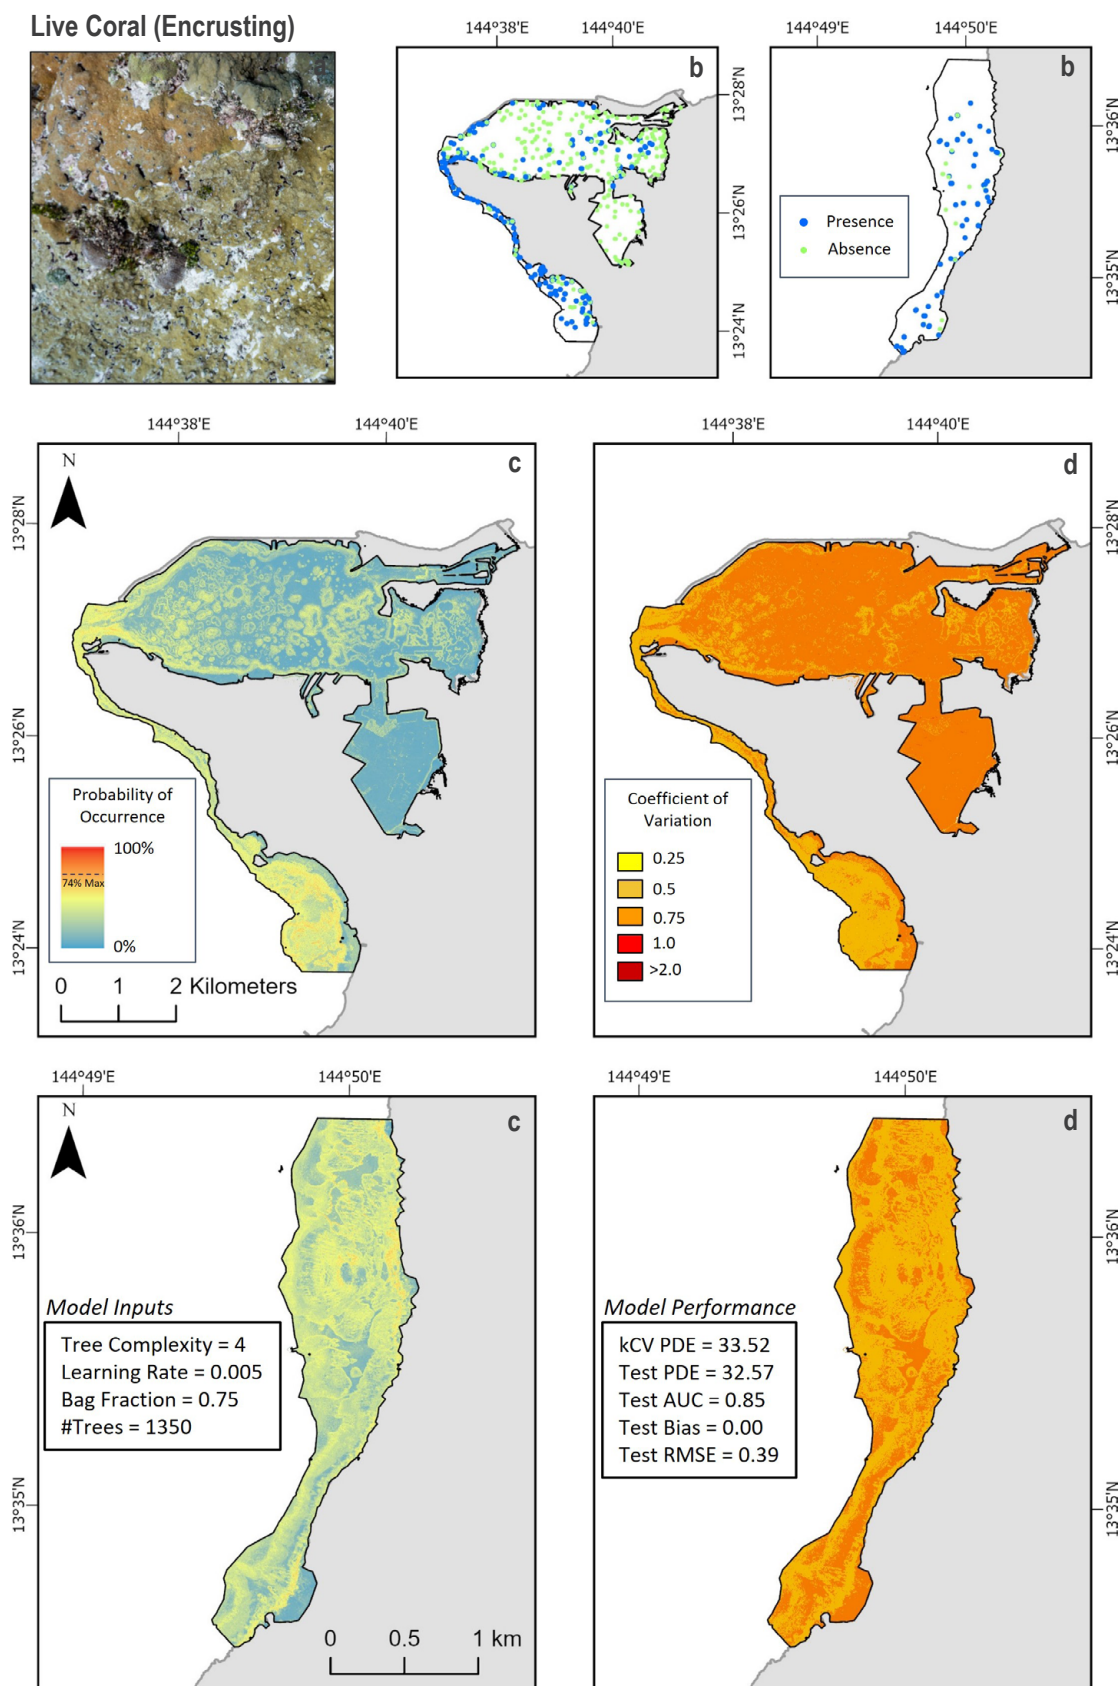 Live Coral (Encrusting)
144°38'E 144°40'E
b
13°28'N
13°26'N
13°24'N
144°49'E 144°50'E
b
13°36'N
13°35'N
Presence
Absence
144°38'E 144°40'E
N
c
13°28'N
13°26'N
13°24'N
Probability of
Occurrence
100%
74% Max
0%
0 1 2 Kilometers
144°38'E 144°40'E
d
13°28'N
13°26'N
13°24'N
Coefficient of
Variation
0.25
0.5
0.75
1.0
>2.0
144°49'E 144°50'E
N
c
13°36'N
13°35'N
Model Inputs
Tree Complexity = 4
Learning Rate = 0.005
Bag Fraction = 0.75
#Trees = 1350
0 0.5 1 km
144°49'E 144°50'E
d
13°36'N
13°35'N
Model Performance
kCV PDE = 33.52
Test PDE = 32.57
Test AUC = 0.85
Test Bias = 0.00
Test RMSE = 0.39